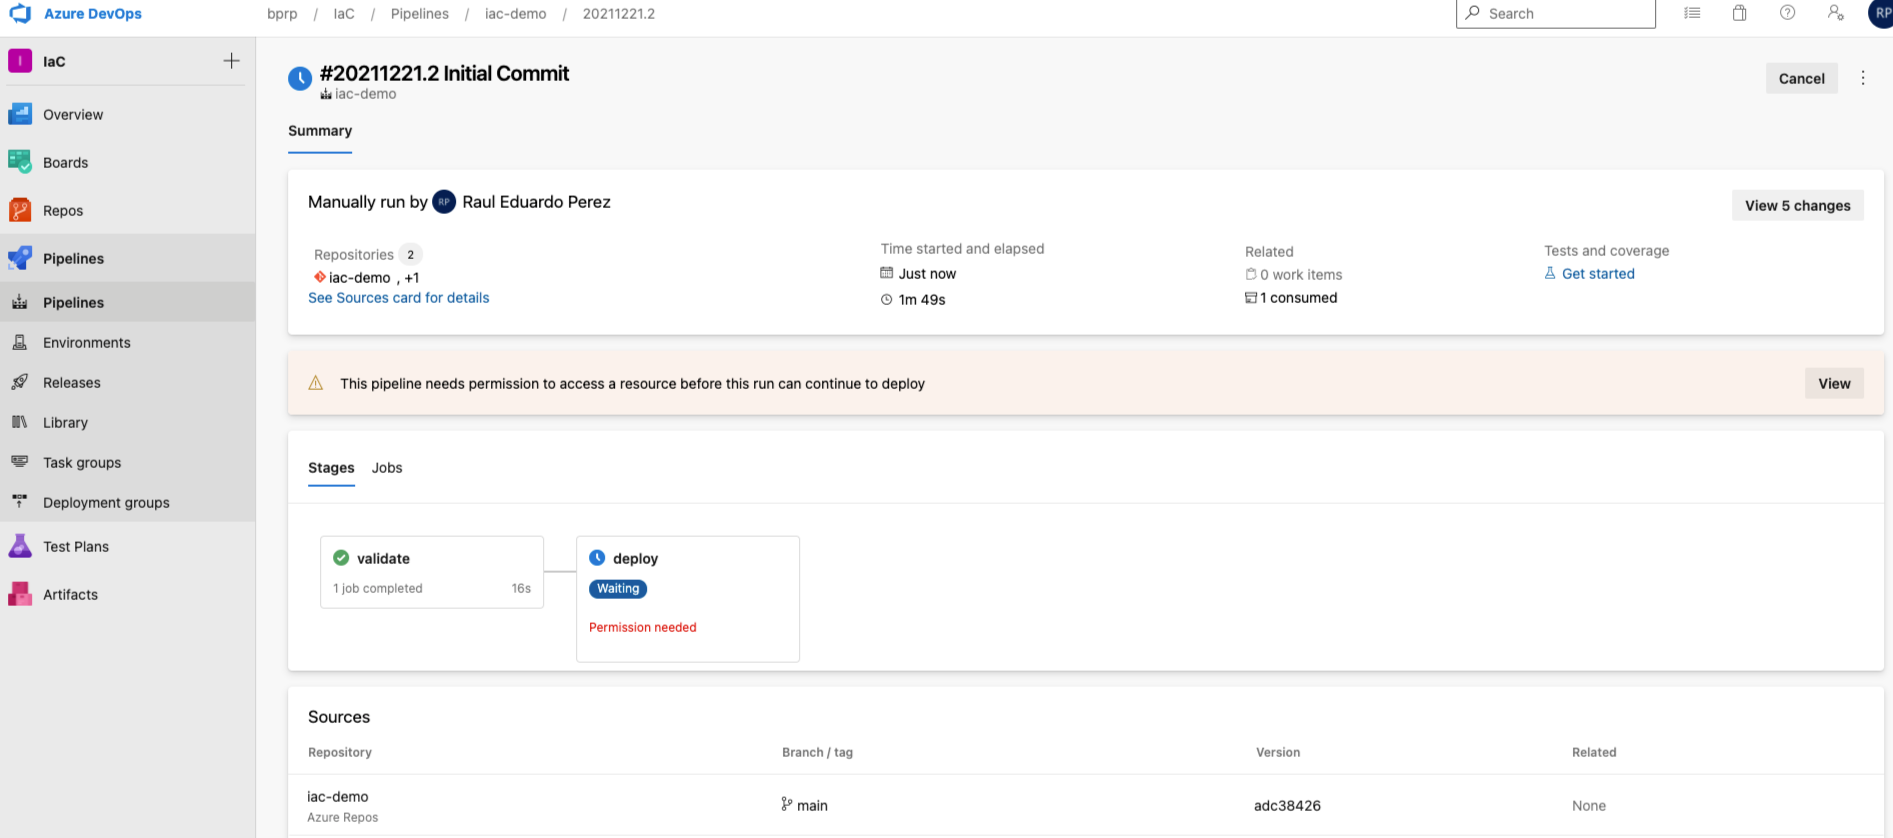 Azure DevOps
bprp / IaC / Pipelines / iac-demo / 20211221.2
Search
RP
I
IaC
Overview
Boards
Repos
Pipelines
Pipelines
Environments
Releases
Library
Task groups
Deployment groups
Test Plans
Artifacts
#20211221.2 Initial Commit
iac-demo
Cancel
Summary
Manually run by RP Raul Eduardo Perez
View 5 changes
Repositories 2
iac-demo , +1
See Sources card for details
Time started and elapsed
Just now
1m 49s
Related
0 work items
1 consumed
Tests and coverage
Get started
This pipeline needs permission to access a resource before this run can continue to deploy
View
Stages Jobs
validate
1 job completed 16s
deploy
Waiting
Permission needed
Sources
Repository Branch / tag Version Related
iac-demo
Azure Repos
main
adc38426
None